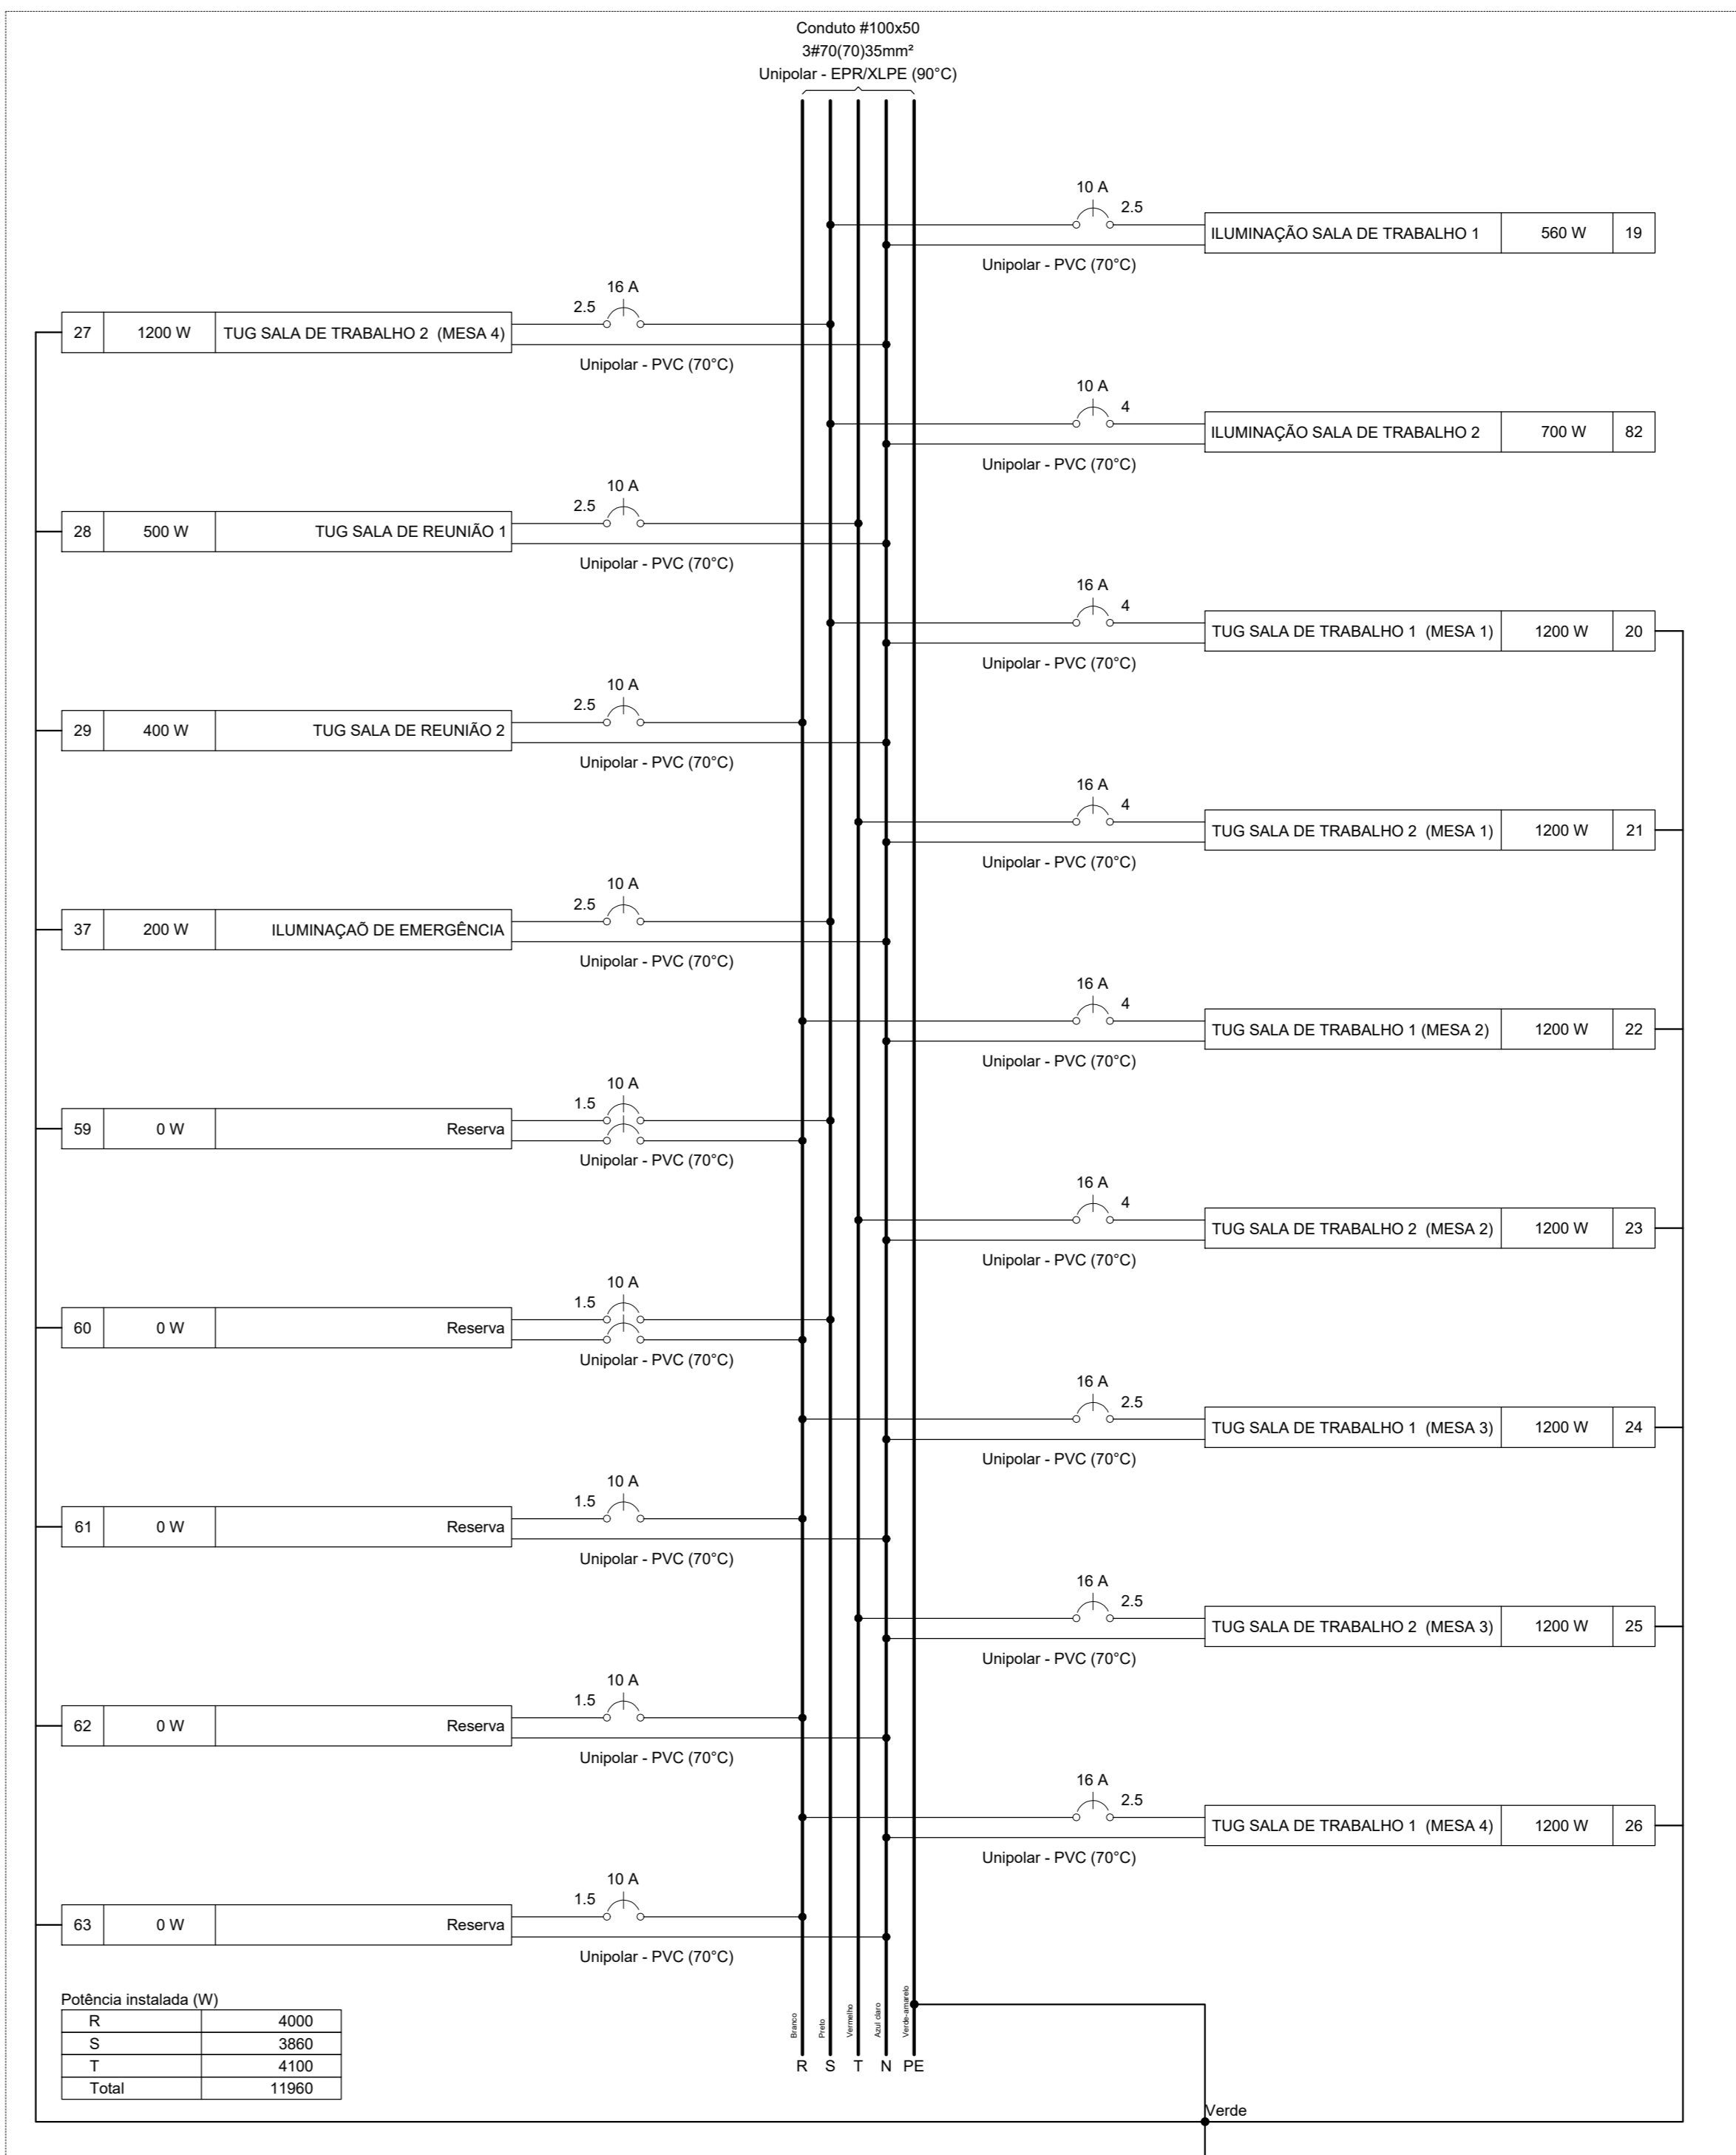 Conduto #100x50
3#70(70)35mm²
Unipolar - EPR/XLPE (90°C)
10 A
2.5
ILUMINAÇÃO SALA DE TRABALHO 1 560 W 19
Unipolar - PVC (70°C)
16 A
2.5
27 1200 W TUG SALA DE TRABALHO 2 (MESA 4)
Unipolar - PVC (70°C)
10 A
4
ILUMINAÇÃO SALA DE TRABALHO 2 700 W 82
Unipolar - PVC (70°C)
10 A
2.5
28 500 W TUG SALA DE REUNIÃO 1
Unipolar - PVC (70°C)
16 A
4
TUG SALA DE TRABALHO 1 (MESA 1) 1200 W 20
Unipolar - PVC (70°C)
10 A
2.5
29 400 W TUG SALA DE REUNIÃO 2
Unipolar - PVC (70°C)
16 A
4
TUG SALA DE TRABALHO 2 (MESA 1) 1200 W 21
Unipolar - PVC (70°C)
10 A
2.5
37 200 W ILUMINAÇAÕ DE EMERGÊNCIA
Unipolar - PVC (70°C)
16 A
4
TUG SALA DE TRABALHO 1 (MESA 2) 1200 W 22
Unipolar - PVC (70°C)
10 A
1.5
59 0 W Reserva
Unipolar - PVC (70°C)
16 A
4
TUG SALA DE TRABALHO 2 (MESA 2) 1200 W 23
Unipolar - PVC (70°C)
10 A
1.5
60 0 W Reserva
Unipolar - PVC (70°C)
16 A
2.5
TUG SALA DE TRABALHO 1 (MESA 3) 1200 W 24
Unipolar - PVC (70°C)
10 A
1.5
61 0 W Reserva
Unipolar - PVC (70°C)
16 A
2.5
TUG SALA DE TRABALHO 2 (MESA 3) 1200 W 25
Unipolar - PVC (70°C)
10 A
1.5
62 0 W Reserva
Unipolar - PVC (70°C)
16 A
2.5
TUG SALA DE TRABALHO 1 (MESA 4) 1200 W 26
Unipolar - PVC (70°C)
10 A
1.5
63 0 W Reserva
Unipolar - PVC (70°C)
Potência instalada (W)
R 4000
S 3860
T 4100
Total 11960
Branco
Preto
Vermelho
Azul claro
Verde-amarelo
R S T N PE
Verde